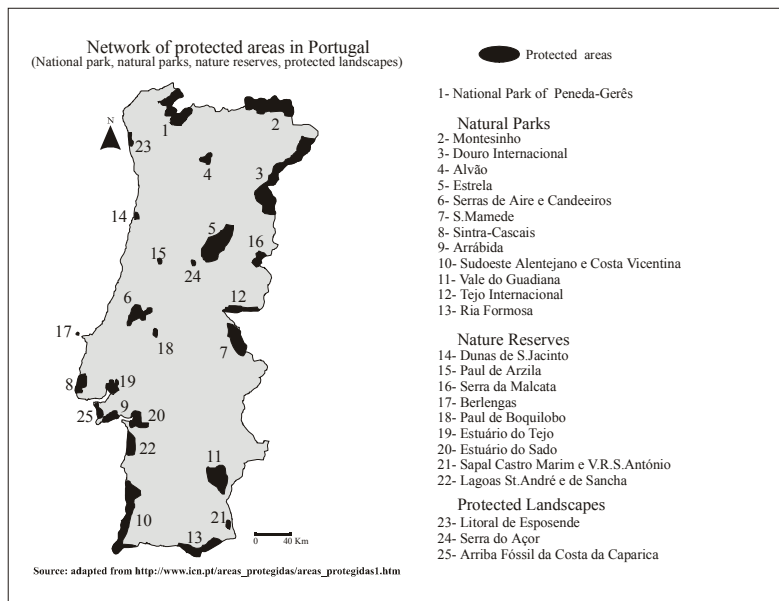 Network of protected areas in Portugal
(National park, natural parks, nature reserves, protected landscapes)
N
1
2
23
4
3
14
5
16
15
24
6
12
17
18
7
8
19
25
9
20
22
11
21
10
13
0 40 Km
Source: adapted from http://www.icn.pt/areas_protegidas/areas_protegidas1.htm
Protected areas
1- National Park of Peneda-Gerês
Natural Parks
2- Montesinho
3- Douro Internacional
4- Alvão
5- Estrela
6- Serras de Aire e Candeeiros
7- S.Mamede
8- Sintra-Cascais
9- Arrábida
10- Sudoeste Alentejano e Costa Vicentina
11- Vale do Guadiana
12- Tejo Internacional
13- Ria Formosa
Nature Reserves
14- Dunas de S.Jacinto
15- Paul de Arzila
16- Serra da Malcata
17- Berlengas
18- Paul de Boquilobo
19- Estuário do Tejo
20- Estuário do Sado
21- Sapal Castro Marim e V.R.S.António
22- Lagoas St.André e de Sancha
Protected Landscapes
23- Litoral de Esposende
24- Serra do Açor
25- Arriba Fóssil da Costa da Caparica